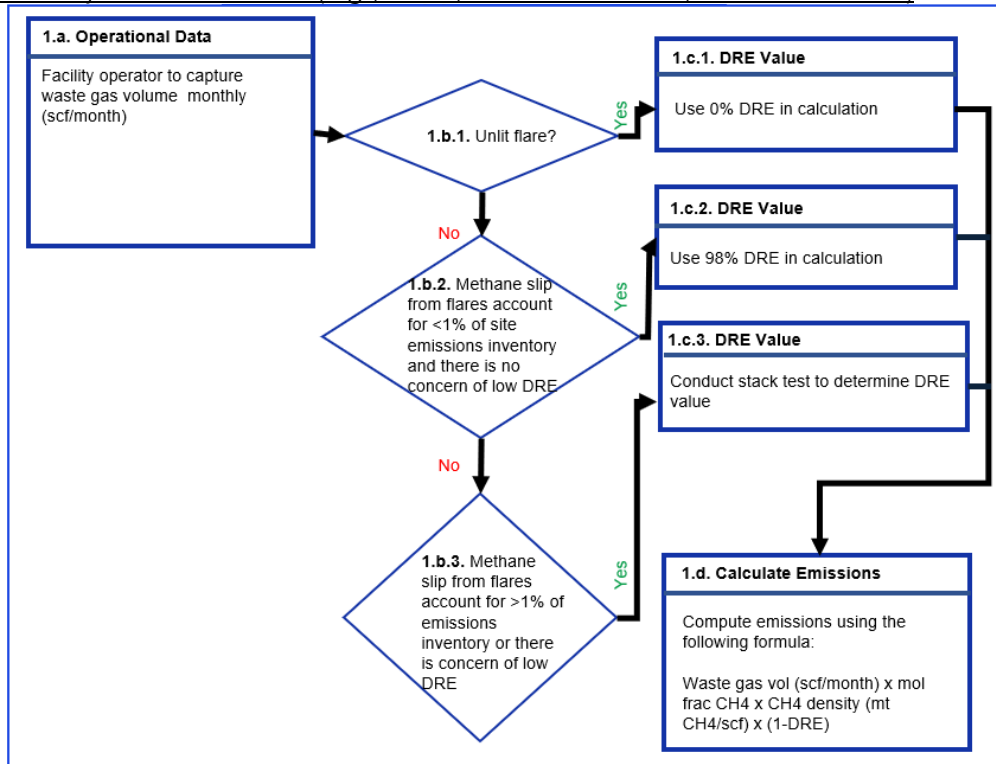 1.a. Operational Data
Facility operator to capture
waste gas volume monthly
(scf/month)
1.b.1. Unlit flare?
Yes
1.c.1. DRE Value
Use 0% DRE in calculation
No
1.b.2. Methane slip
from flares account
for <1% of site
emissions inventory
and there is no
concern of low DRE
Yes
1.c.2. DRE Value
Use 98% DRE in calculation
1.c.3. DRE Value
Conduct stack test to determine DRE
value
No
1.b.3. Methane
slip from flares
account for >1% of
emissions
inventory or there
is concern of low
DRE
Yes
1.d. Calculate Emissions
Compute emissions using the
following formula:
Waste gas vol (scf/month) x mol
frac CH4 x CH4 density (mt
CH4/scf) x (1-DRE)